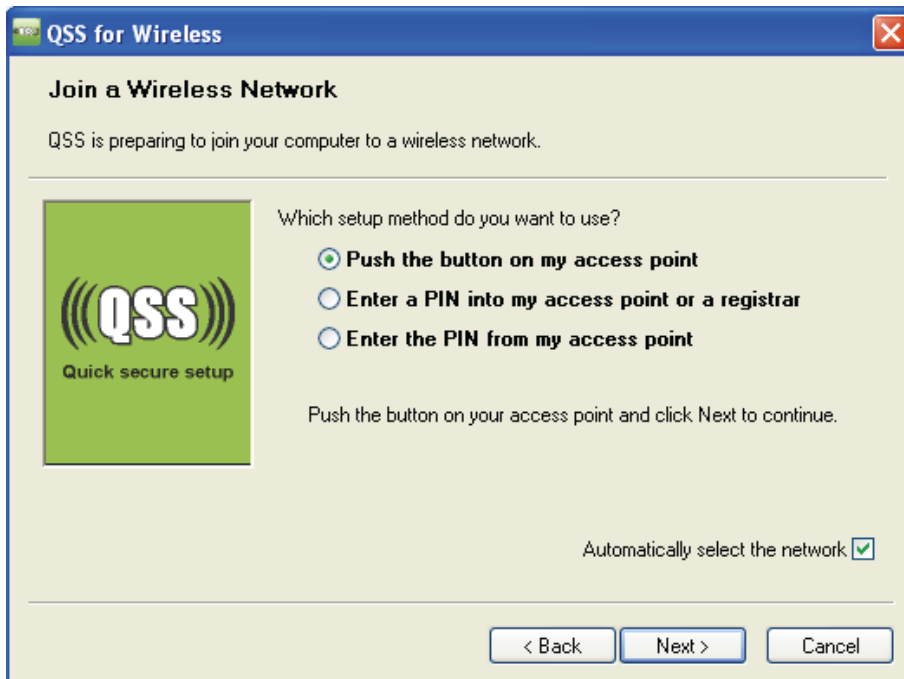 QSS for Wireless
Join a Wireless Network
QSS is preparing to join your computer to a wireless network.
Which setup method do you want to use?
Push the button on my access point
Enter a PIN into my access point or a registrar
Enter the PIN from my access point
QSS
Quick secure setup
Push the button on your access point and click Next to continue.
Automatically select the network
< Back
Next >
Cancel